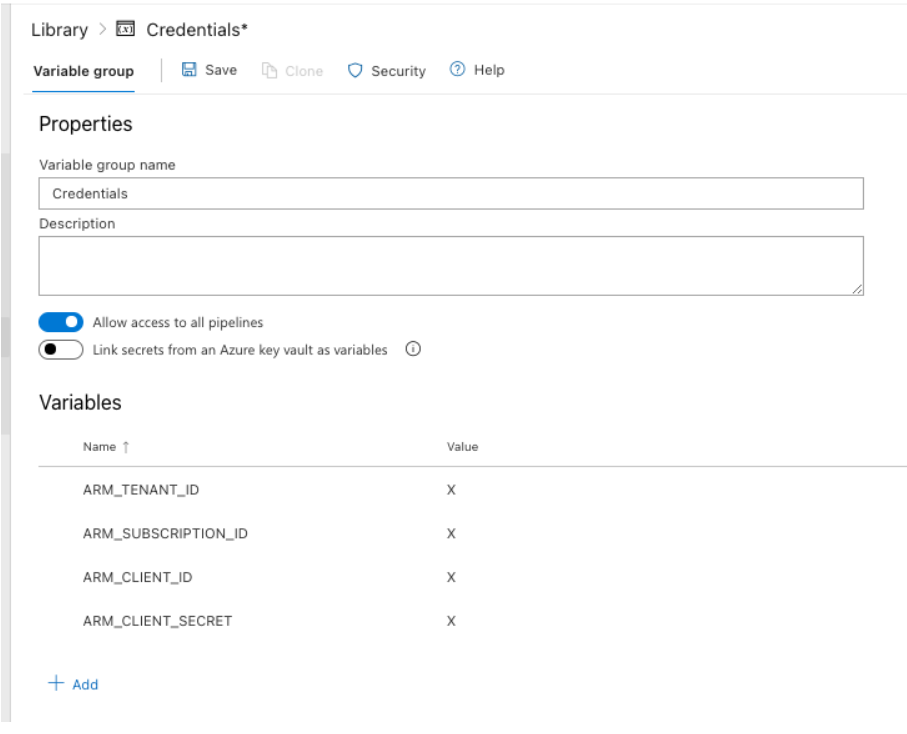 Library > Credentials*
Variable group Save Clone Security Help
Properties
Variable group name
Credentials
Description
Allow access to all pipelines
Link secrets from an Azure key vault as variables
Variables
Name ↑ Value
ARM_TENANT_ID X
ARM_SUBSCRIPTION_ID X
ARM_CLIENT_ID X
ARM_CLIENT_SECRET X
+ Add